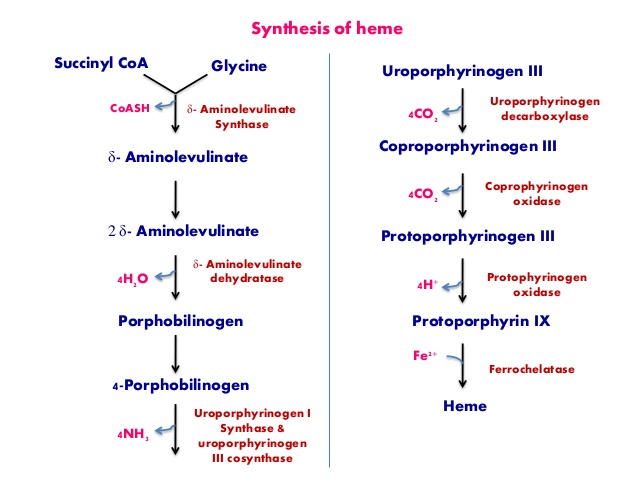 Synthesis of heme
Succinyl CoA
Glycine
CoASH
δ- Aminolevulinate
Synthase
δ- Aminolevulinate
2 δ- Aminolevulinate
4H₂O
δ- Aminolevulinate
dehydratase
Porphobilinogen
4-Porphobilinogen
4NH₃
Uroporphyrinogen I
Synthase &
uroporphyrinogen
III cosynthase
Uroporphyrinogen III
4CO₂
Uroporphyrinogen
decarboxylase
Coproporphyrinogen III
4CO₂
Coprophyrinogen
oxidase
Protoporphyrinogen III
4H⁺
Protophyrinogen
oxidase
Protoporphyrin IX
Fe²⁺
Ferrochelatase
Heme